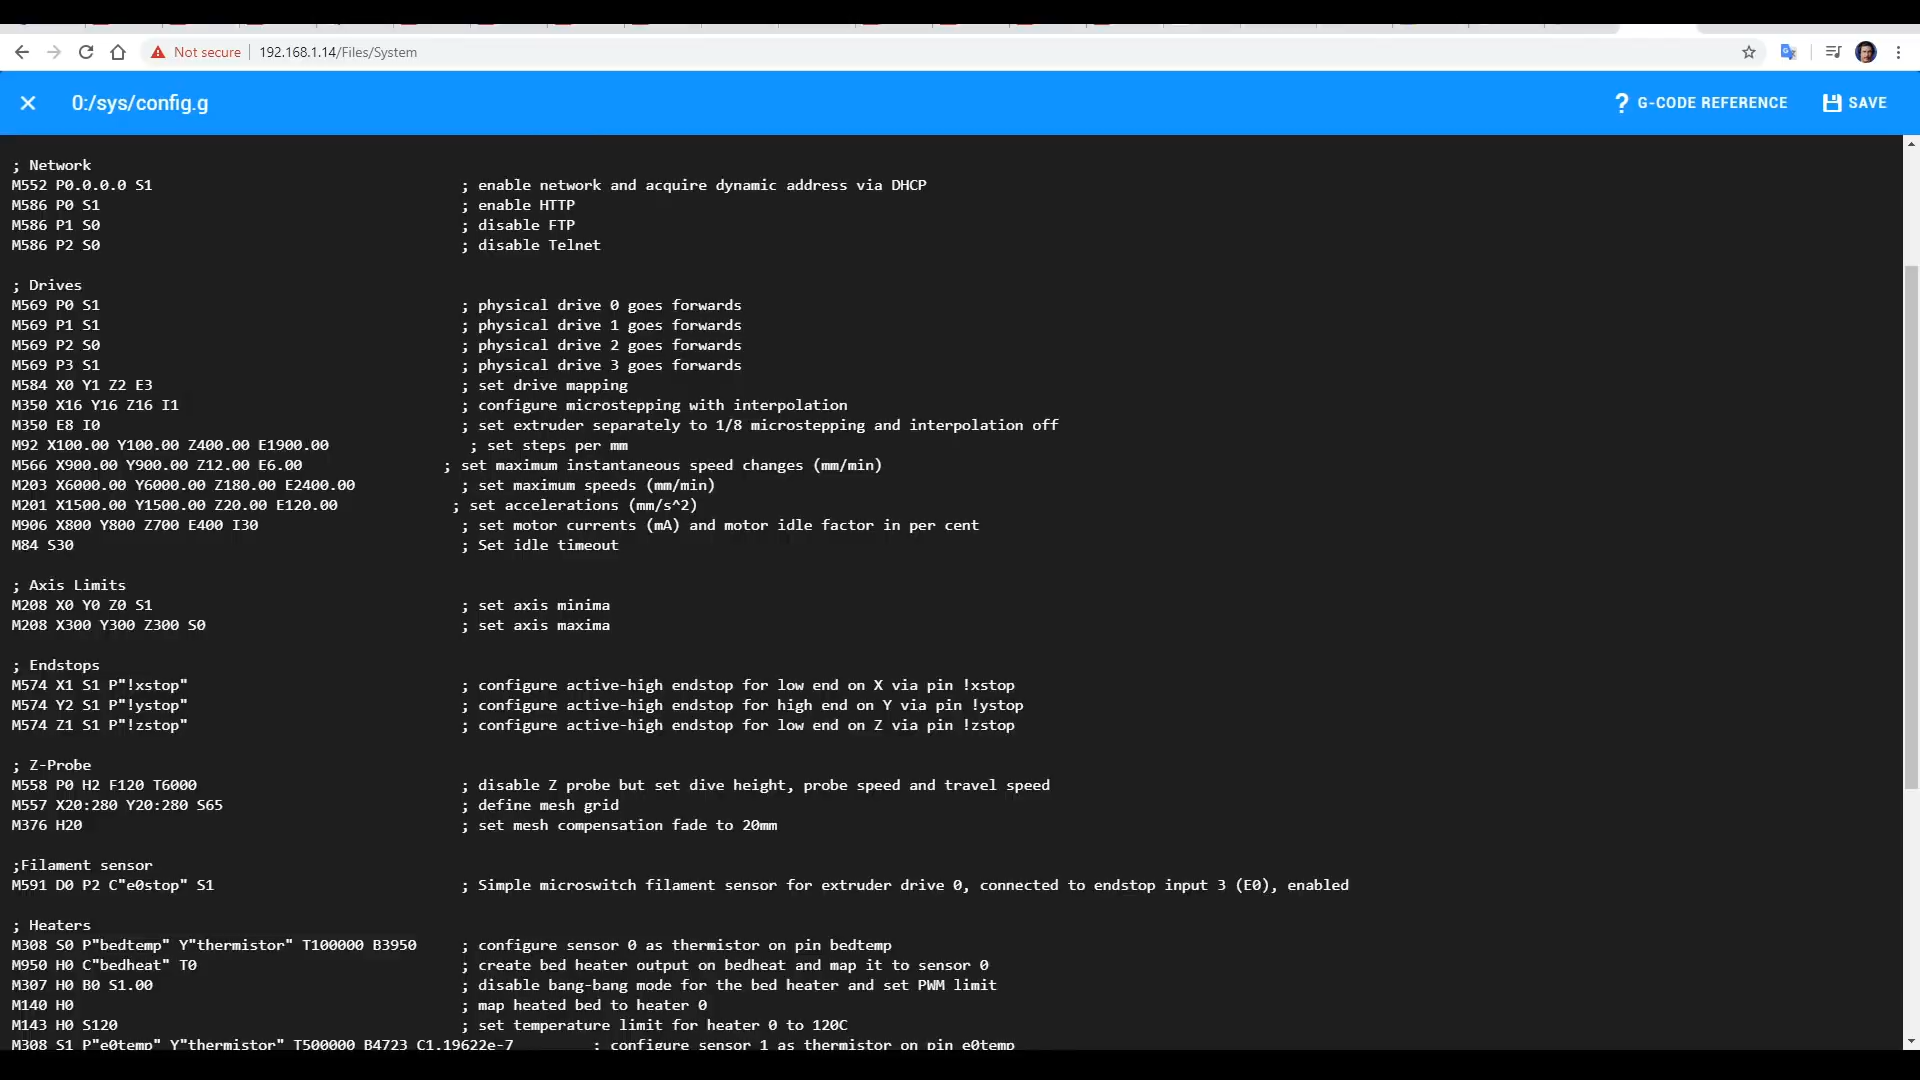 Not secure | 192.168.1.14/Files/System
0:/sys/config.g
? G-CODE REFERENCE
SAVE
; Network
M552 P0.0.0.0 S1 ; enable network and acquire dynamic address via DHCP
M586 P0 S1 ; enable HTTP
M586 P1 S0 ; disable FTP
M586 P2 S0 ; disable Telnet
; Drives
M569 P0 S1 ; physical drive 0 goes forwards
M569 P1 S1 ; physical drive 1 goes forwards
M569 P2 S0 ; physical drive 2 goes forwards
M569 P3 S1 ; physical drive 3 goes forwards
M584 X0 Y1 Z2 E3 ; set drive mapping
M350 X16 Y16 Z16 I1 ; configure microstepping with interpolation
M350 E8 I0 ; set extruder separately to 1/8 microstepping and interpolation off
M92 X100.00 Y100.00 Z400.00 E1900.00 ; set steps per mm
M566 X900.00 Y900.00 Z12.00 E6.00 ; set maximum instantaneous speed changes (mm/min)
M203 X6000.00 Y6000.00 Z180.00 E2400.00 ; set maximum speeds (mm/min)
M201 X1500.00 Y1500.00 Z20.00 E120.00 ; set accelerations (mm/s^2)
M906 X800 Y800 Z700 E400 I30 ; set motor currents (mA) and motor idle factor in per cent
M84 S30 ; Set idle timeout
; Axis Limits
M208 X0 Y0 Z0 S1 ; set axis minima
M208 X300 Y300 Z300 S0 ; set axis maxima
; Endstops
M574 X1 S1 P"!xstop" ; configure active-high endstop for low end on X via pin !xstop
M574 Y2 S1 P"!ystop" ; configure active-high endstop for high end on Y via pin !ystop
M574 Z1 S1 P"!zstop" ; configure active-high endstop for low end on Z via pin !zstop
; Z-Probe
M558 P0 H2 F120 T6000 ; disable Z probe but set dive height, probe speed and travel speed
M557 X20:280 Y20:280 S65 ; define mesh grid
M376 H20 ; set mesh compensation fade to 20mm
;Filament sensor
M591 D0 P2 C"e0stop" S1 ; Simple microswitch filament sensor for extruder drive 0, connected to endstop input 3 (E0), enabled
; Heaters
M308 S0 P"bedtemp" Y"thermistor" T100000 B3950 ; configure sensor 0 as thermistor on pin bedtemp
M950 H0 C"bedheat" T0 ; create bed heater output on bedheat and map it to sensor 0
M307 H0 B0 S1.00 ; disable bang-bang mode for the bed heater and set PWM limit
M140 H0 ; map heated bed to heater 0
M143 H0 S120 ; set temperature limit for heater 0 to 120C
M308 S1 P"e0temp" Y"thermistor" T500000 B4723 C1.19622e-7 ; configure sensor 1 as thermistor on pin e0temp